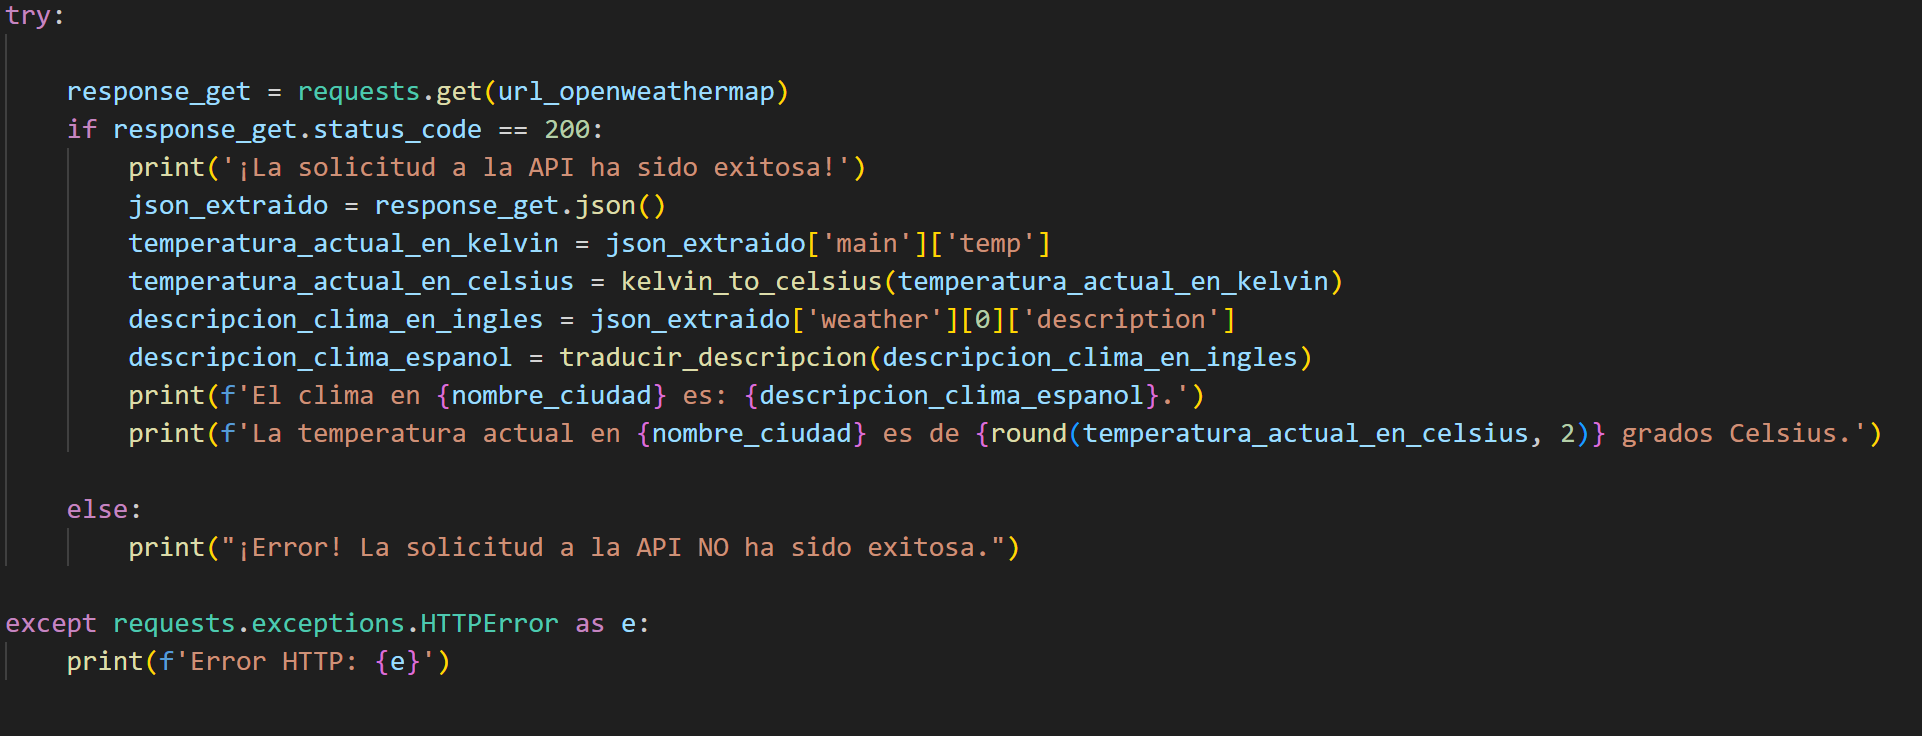 try:
response_get = requests.get(url_openweathermap)
if response_get.status_code == 200:
print('¡La solicitud a la API ha sido exitosa!')
json_extraido = response_get.json()
temperatura_actual_en_kelvin = json_extraido['main']['temp']
temperatura_actual_en_celsius = kelvin_to_celsius(temperatura_actual_en_kelvin)
descripcion_clima_en_ingles = json_extraido['weather'][0]['description']
descripcion_clima_espanol = traducir_descripcion(descripcion_clima_en_ingles)
print(f'El clima en {nombre_ciudad} es: {descripcion_clima_espanol}.')
print(f'La temperatura actual en {nombre_ciudad} es de {round(temperatura_actual_en_celsius, 2)} grados Celsius.')
else:
print("¡Error! La solicitud a la API NO ha sido exitosa.")
except requests.exceptions.HTTPError as e:
print(f'Error HTTP: {e}')